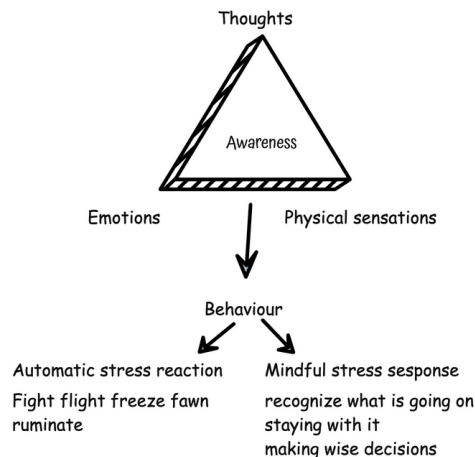 Thoughts
Awareness
Emotions
Physical sensations
Behaviour
Automatic stress reaction
Fight flight freeze fawn
ruminate
Mindful stress sesponse
recognize what is going on
staying with it
making wise decisions